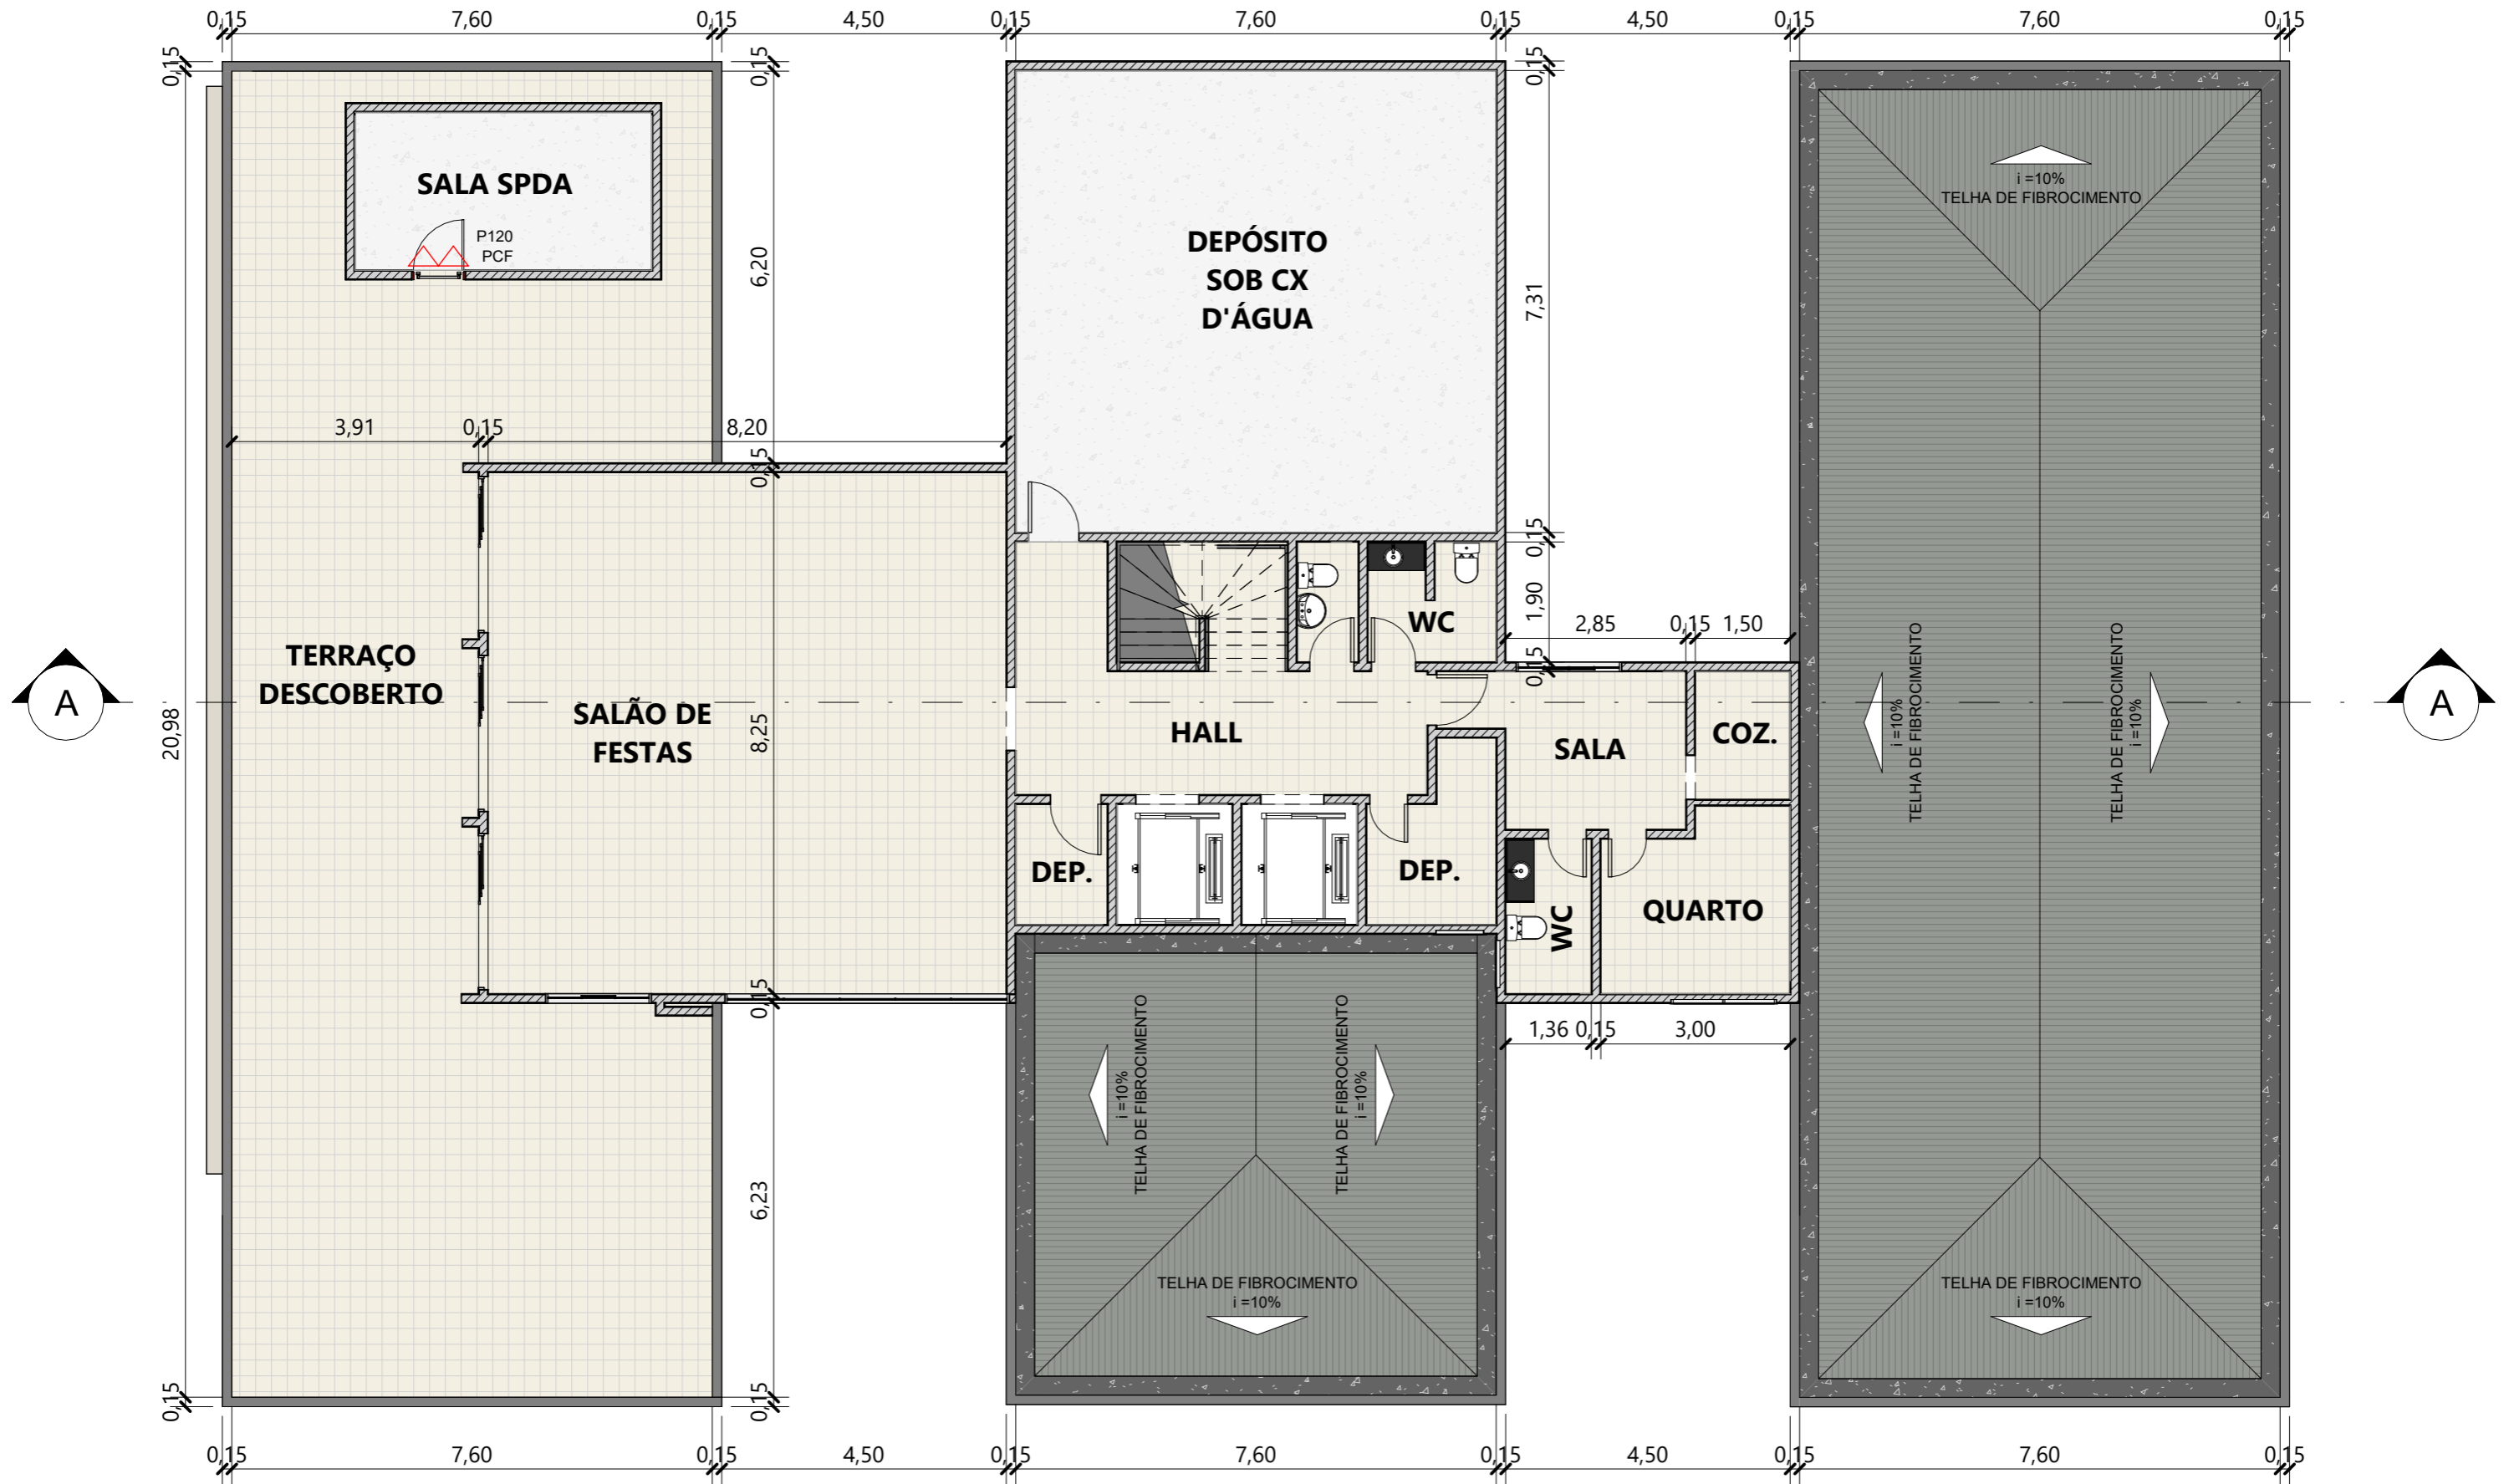 0,15 7,60 0,15 4,50 0,15 7,60 0,15 4,50 0,15 7,60 0,15
0,15
0,15
0,15
SALA SPDA
P120
PCF
6,20
DEPÓSITO
SOB CX
D'ÁGUA
7,31
i =10%
TELHA DE FIBROCIMENTO
3,91 0,15 8,20
0,15
0,15
1,90
WC
2,85 0,15 1,50
0,15
TERRAÇO
DESCOBERTO
20,98
A
SALÃO DE
FESTAS
8,25
HALL
SALA
COZ.
i =10%
TELHA DE FIBROCIMENTO
TELHA DE FIBROCIMENTO
i =10%
A
DEP.
DEP.
WC
QUARTO
0,15
1,36 0,15 3,00
i =10%
TELHA DE FIBROCIMENTO
TELHA DE FIBROCIMENTO
i =10%
6,23
TELHA DE FIBROCIMENTO
i =10%
TELHA DE FIBROCIMENTO
i =10%
0,15
0,15
0,15 7,60 0,15 4,50 0,15 7,60 0,15 4,50 0,15 7,60 0,15